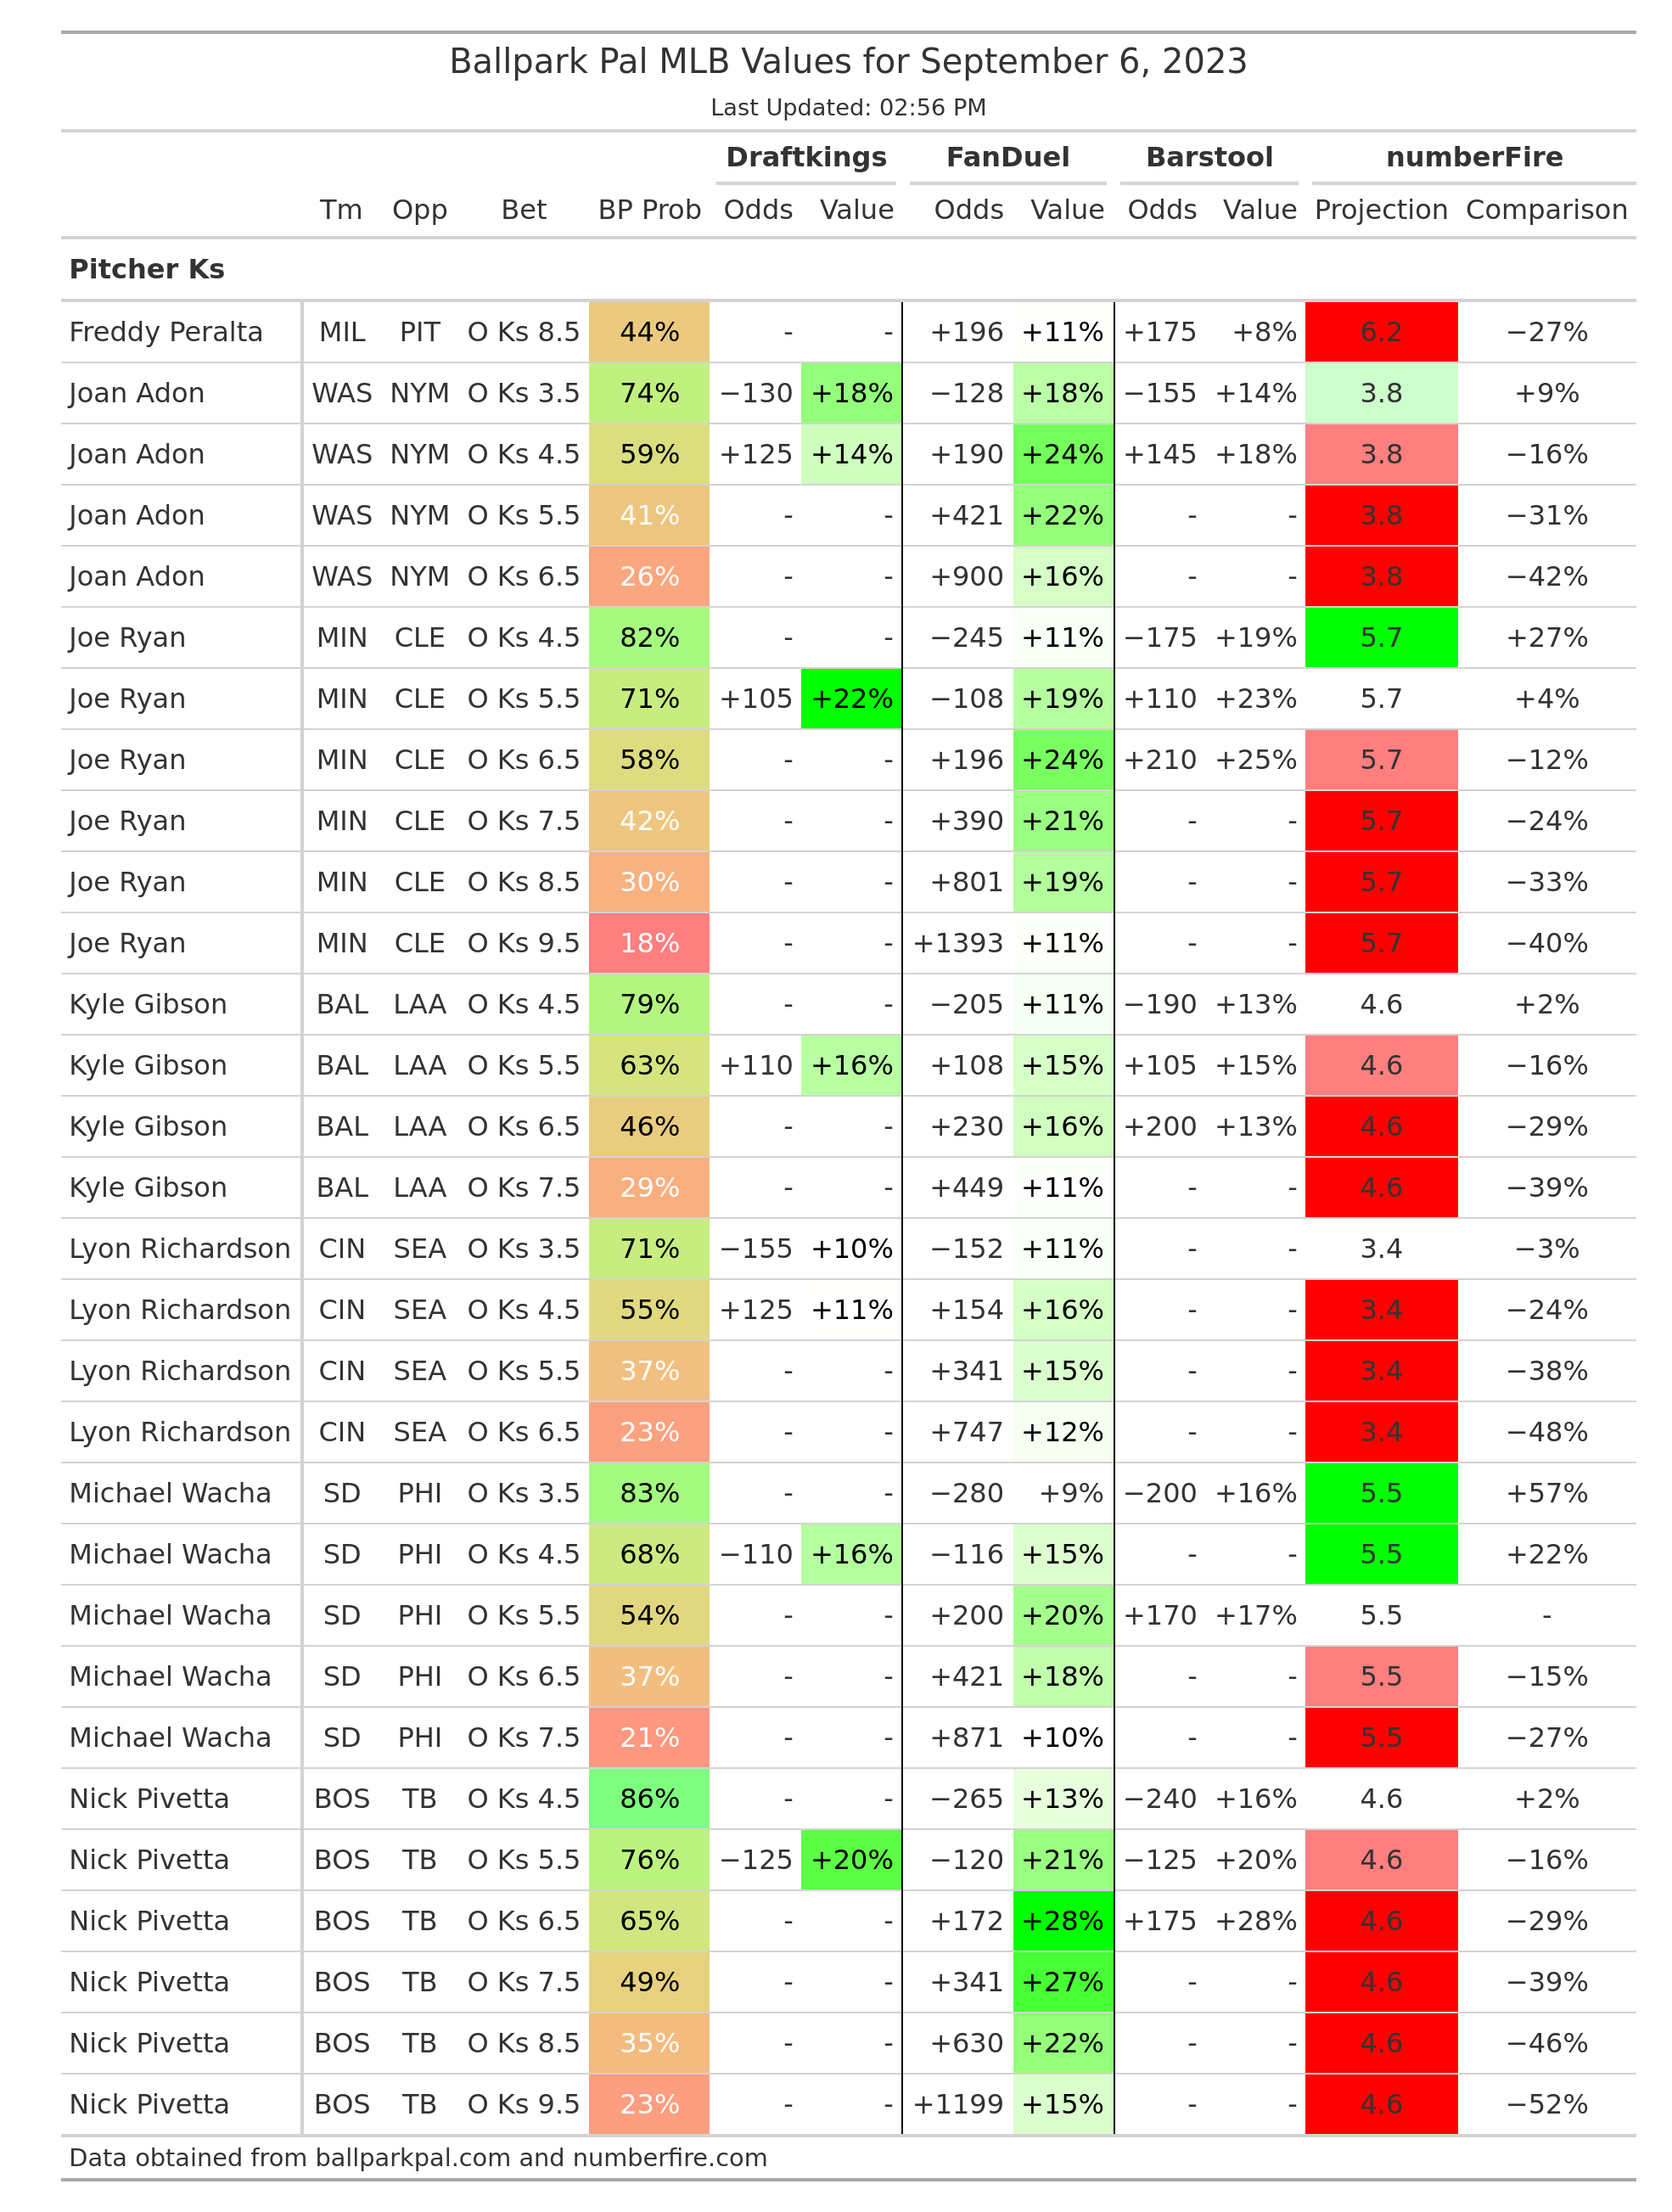 Ballpark Pal MLB Values for September 6, 2023
Last Updated: 02:56 PM
Draftkings FanDuel Barstool numberFire
Tm Opp Bet BP Prob Odds Value Odds Value Odds Value Projection Comparison
Pitcher Ks
Freddy Peralta MIL PIT O Ks 8.5 44% - - +196 +11% +175 +8% 6.2 −27%
Joan Adon WAS NYM O Ks 3.5 74% −130 +18% −128 +18% −155 +14% 3.8 +9%
Joan Adon WAS NYM O Ks 4.5 59% +125 +14% +190 +24% +145 +18% 3.8 −16%
Joan Adon WAS NYM O Ks 5.5 41% - - +421 +22% - - 3.8 −31%
Joan Adon WAS NYM O Ks 6.5 26% - - +900 +16% - - 3.8 −42%
Joe Ryan MIN CLE O Ks 4.5 82% - - −245 +11% −175 +19% 5.7 +27%
Joe Ryan MIN CLE O Ks 5.5 71% +105 +22% −108 +19% +110 +23% 5.7 +4%
Joe Ryan MIN CLE O Ks 6.5 58% - - +196 +24% +210 +25% 5.7 −12%
Joe Ryan MIN CLE O Ks 7.5 42% - - +390 +21% - - 5.7 −24%
Joe Ryan MIN CLE O Ks 8.5 30% - - +801 +19% - - 5.7 −33%
Joe Ryan MIN CLE O Ks 9.5 18% - - +1393 +11% - - 5.7 −40%
Kyle Gibson BAL LAA O Ks 4.5 79% - - −205 +11% −190 +13% 4.6 +2%
Kyle Gibson BAL LAA O Ks 5.5 63% +110 +16% +108 +15% +105 +15% 4.6 −16%
Kyle Gibson BAL LAA O Ks 6.5 46% - - +230 +16% +200 +13% 4.6 −29%
Kyle Gibson BAL LAA O Ks 7.5 29% - - +449 +11% - - 4.6 −39%
Lyon Richardson CIN SEA O Ks 3.5 71% −155 +10% −152 +11% - - 3.4 −3%
Lyon Richardson CIN SEA O Ks 4.5 55% +125 +11% +154 +16% - - 3.4 −24%
Lyon Richardson CIN SEA O Ks 5.5 37% - - +341 +15% - - 3.4 −38%
Lyon Richardson CIN SEA O Ks 6.5 23% - - +747 +12% - - 3.4 −48%
Michael Wacha SD PHI O Ks 3.5 83% - - −280 +9% −200 +16% 5.5 +57%
Michael Wacha SD PHI O Ks 4.5 68% −110 +16% −116 +15% - - 5.5 +22%
Michael Wacha SD PHI O Ks 5.5 54% - - +200 +20% +170 +17% 5.5 -
Michael Wacha SD PHI O Ks 6.5 37% - - +421 +18% - - 5.5 −15%
Michael Wacha SD PHI O Ks 7.5 21% - - +871 +10% - - 5.5 −27%
Nick Pivetta BOS TB O Ks 4.5 86% - - −265 +13% −240 +16% 4.6 +2%
Nick Pivetta BOS TB O Ks 5.5 76% −125 +20% −120 +21% −125 +20% 4.6 −16%
Nick Pivetta BOS TB O Ks 6.5 65% - - +172 +28% +175 +28% 4.6 −29%
Nick Pivetta BOS TB O Ks 7.5 49% - - +341 +27% - - 4.6 −39%
Nick Pivetta BOS TB O Ks 8.5 35% - - +630 +22% - - 4.6 −46%
Nick Pivetta BOS TB O Ks 9.5 23% - - +1199 +15% - - 4.6 −52%
Data obtained from ballparkpal.com and numberfire.com